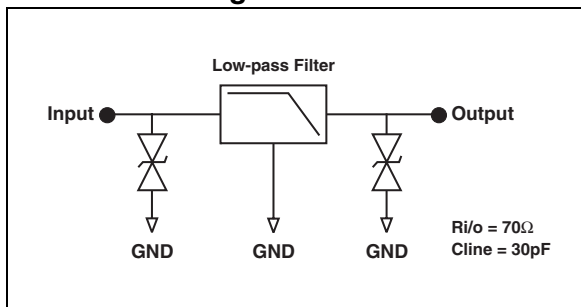 Low-pass Filter
Input
Output
GND
GND
GND
Ri/o = 70Ω
Cline = 30pF